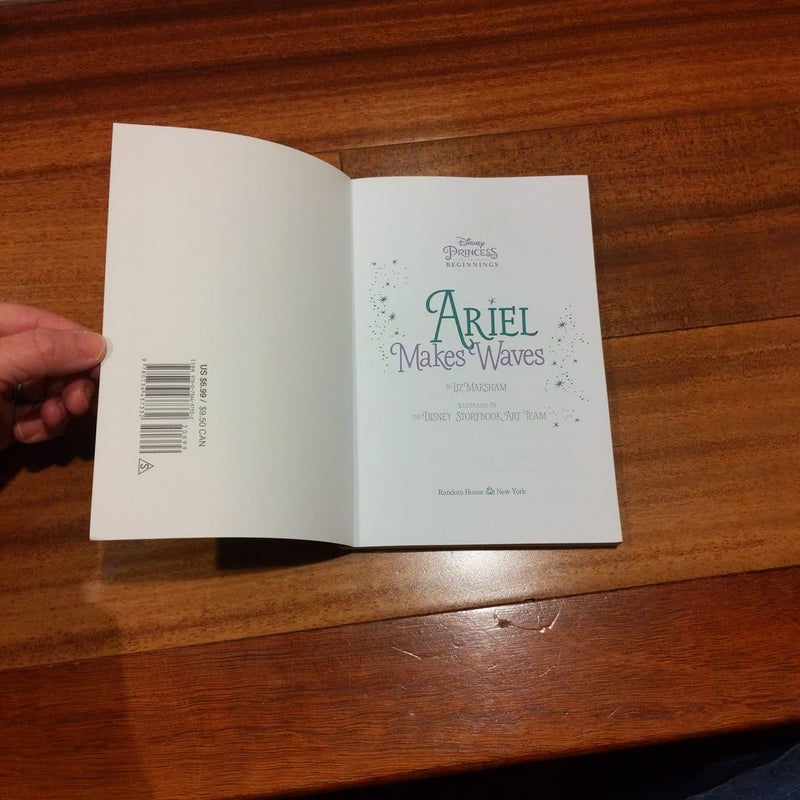 US $6.99 / $9.50 CAN
50699
S
Disney
PRINCESS
BEGINNINGS
ARIEL
Makes Waves
BY LIZ MARSHAM
ILLUSTRATED BY
THE DISNEY STORYBOOK ART TEAM
Random House New York